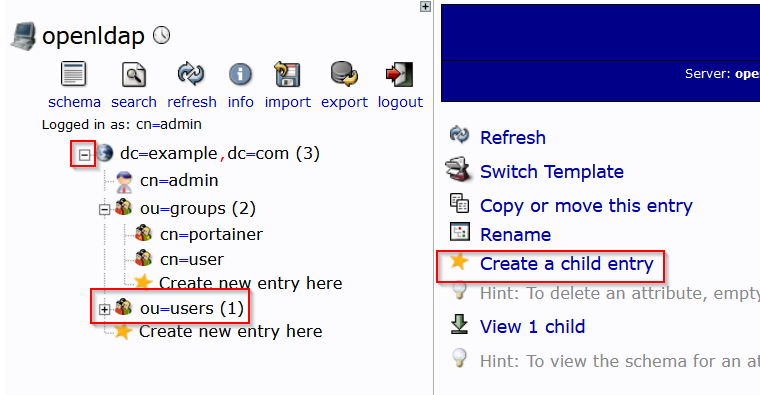 openldap
schema search refresh info import export logout
Logged in as: cn=admin
dc=example,dc=com (3)
cn=admin
ou=groups (2)
cn=portainer
cn=user
Create new entry here
ou=users (1)
Create new entry here
Server: ope
Refresh
Switch Template
Copy or move this entry
Rename
Create a child entry
Hint: To delete an attribute, empty
View 1 child
Hint: To view the schema for an at